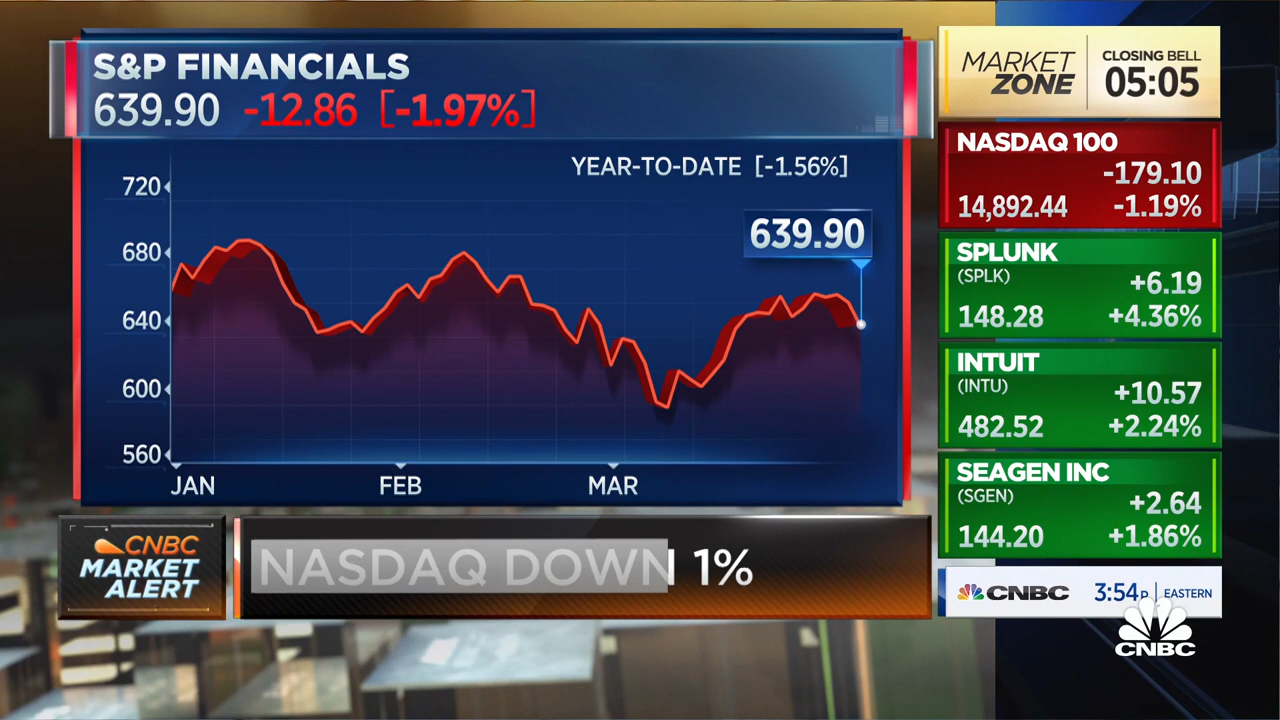 S&P FINANCIALS
639.90 -12.86 [-1.97%]
YEAR-TO-DATE [-1.56%]
639.90
720
680
640
600
560
JAN FEB MAR
CNBC
MARKET
ALERT
NASDAQ DOWN 1%
MARKET
ZONE
CLOSING BELL
05:05
NASDAQ 100
-179.10
14,892.44 -1.19%
SPLUNK
(SPLK) +6.19
148.28 +4.36%
INTUIT
(INTU) +10.57
482.52 +2.24%
SEAGEN INC
(SGEN) +2.64
144.20 +1.86%
CNBC 3:54P EASTERN
CNBC